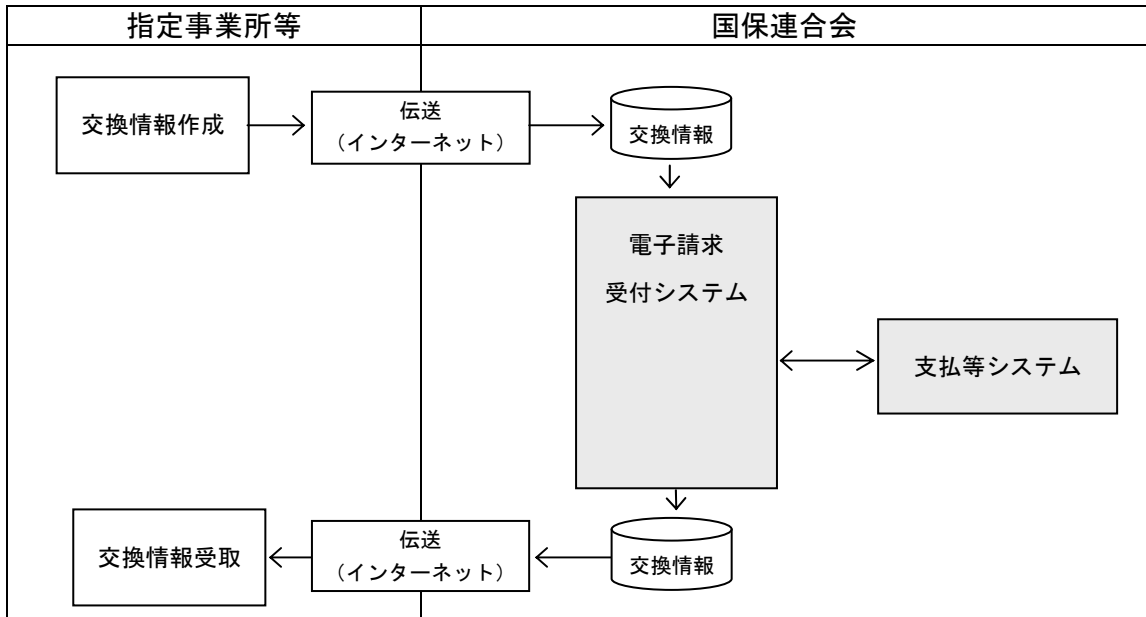 指定事業所等
国保連合会
交換情報作成
伝送
（インターネット）
交換情報
電子請求
受付システム
支払等システム
交換情報受取
伝送
（インターネット）
交換情報